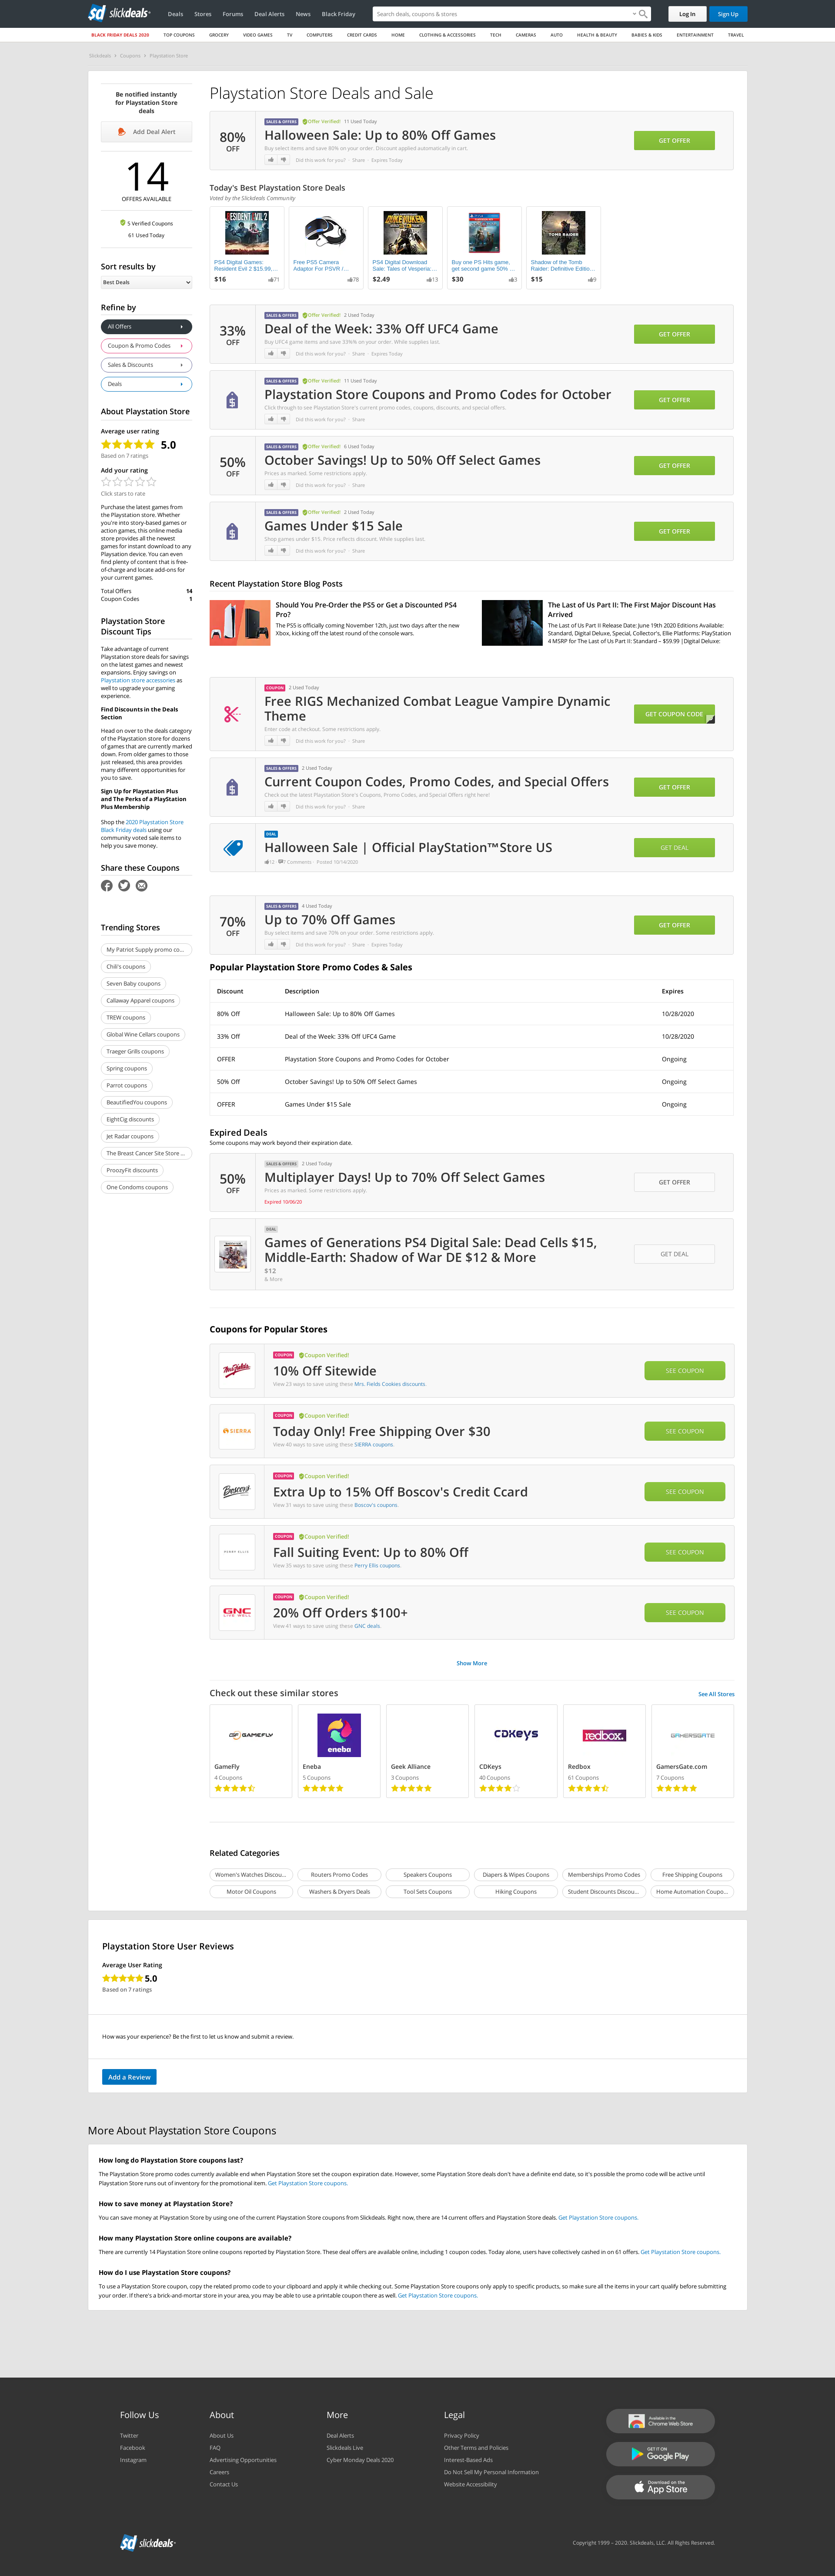 slickdeals
Deals Stores Forums Deal Alerts News Black Friday
Search deals, coupons & stores
Log In Sign Up
BLACK FRIDAY DEALS 2020 TOP COUPONS GROCERY VIDEO GAMES TV COMPUTERS CREDIT CARDS HOME CLOTHING & ACCESSORIES TECH CAMERAS AUTO HEALTH & BEAUTY BABIES & KIDS ENTERTAINMENT TRAVEL
Slickdeals > Coupons > Playstation Store
Be notified instantly
for Playstation Store
deals
Add Deal Alert
14
OFFERS AVAILABLE
5 Verified Coupons
61 Used Today
Sort results by
Best Deals
Refine by
All Offers
Coupon & Promo Codes
Sales & Discounts
Deals
About Playstation Store
Average user rating
5.0
Based on 7 ratings
Add your rating
Click stars to rate
Purchase the latest games from
the Playstation store. Whether
you're into story-based games or
action games, this online media
store provides all the newest
games for instant download to any
Playstation device. You can even
find plenty of content that is free-
of-charge and locate add-ons for
your current games.
Total Offers 14
Coupon Codes 1
Playstation Store
Discount Tips
Take advantage of current
Playstation store deals for savings
on the latest games and newest
expansions. Enjoy savings on
Playstation store accessories as
well to upgrade your gaming
experience.
Find Discounts in the Deals
Section
Head on over to the deals category
of the Playstation store for dozens
of games that are currently marked
down. From older games to those
just released, this area provides
many different opportunities for
you to save.
Sign Up for Playstation Plus
and The Perks of a PlayStation
Plus Membership
Shop the 2020 Playstation Store
Black Friday deals using our
community voted sale items to
help you save money.
Share these Coupons
Trending Stores
My Patriot Supply promo co...
Chili's coupons
Seven Baby coupons
Callaway Apparel coupons
TREW coupons
Global Wine Cellars coupons
Traeger Grills coupons
Spring coupons
Parrot coupons
BeautifiedYou coupons
EightCig discounts
Jet Radar coupons
The Breast Cancer Site Store ...
ProozyFit discounts
One Condoms coupons
Playstation Store Deals and Sale
80% OFF
SALES & OFFERS Offer Verified! 11 Used Today
Halloween Sale: Up to 80% Off Games
Buy select items and save 80% on your order. Discount applied automatically in cart.
Did this work for you? · Share · Expires Today
GET OFFER
Today's Best Playstation Store Deals
Voted by the Slickdeals Community
RESIDENT EVIL 2
PS4 Digital Games:
Resident Evil 2 $15.99,...
$16 71
Free PS5 Camera
Adaptor For PSVR /...
78
PS4 Digital Download
Sale: Tales of Vesperia:...
$2.49 13
Buy one PS Hits game,
get second game 50% ...
$30 5
TOMB RAIDER
Shadow of the Tomb
Raider: Definitive Editio...
$15 9
33% OFF
SALES & OFFERS Offer Verified! 2 Used Today
Deal of the Week: 33% Off UFC4 Game
Buy UFC4 game items and save 33%% on your order. While supplies last.
Did this work for you? · Share · Expires Today
GET OFFER
SALES & OFFERS Offer Verified! 11 Used Today
Playstation Store Coupons and Promo Codes for October
Click through to see Playstation Store's current promo codes, coupons, discounts, and special offers.
Did this work for you? · Share
GET OFFER
50% OFF
SALES & OFFERS Offer Verified! 6 Used Today
October Savings! Up to 50% Off Select Games
Prices as marked. Some restrictions apply.
Did this work for you? · Share
GET OFFER
SALES & OFFERS Offer Verified! 2 Used Today
Games Under $15 Sale
Shop games under $15. Price reflects discount. While supplies last.
Did this work for you? · Share
GET OFFER
Recent Playstation Store Blog Posts
Should You Pre-Order the PS5 or Get a Discounted PS4
Pro?
The PS5 is officially coming November 12th, just two days after the new
Xbox, kicking off the latest round of the console wars.
The Last of Us Part II: The First Major Discount Has
Arrived
The Last of Us Part II Release Date: June 19th 2020 Editions Available:
Standard, Digital Deluxe, Special, Collector's, Ellie Platforms: PlayStation
4 MSRP for The Last of Us Part II: Standard – $59.99 |Digital Deluxe:
COUPON 2 Used Today
Free RIGS Mechanized Combat League Vampire Dynamic
Theme
Enter code at checkout. Some restrictions apply.
Did this work for you? · Share
GET COUPON CODE
SALES & OFFERS 2 Used Today
Current Coupon Codes, Promo Codes, and Special Offers
Check out the latest Playstation Store's Coupons, Promo Codes, and Special Offers right here!
Did this work for you? · Share
GET OFFER
DEAL
Halloween Sale | Official PlayStation™Store US
12 · 7 Comments · Posted 10/14/2020
GET DEAL
70% OFF
SALES & OFFERS 4 Used Today
Up to 70% Off Games
Buy select items and save 70% on your order. Some restrictions apply.
Did this work for you? · Share · Expires Today
GET OFFER
Popular Playstation Store Promo Codes & Sales
Discount Description Expires
80% Off Halloween Sale: Up to 80% Off Games 10/28/2020
33% Off Deal of the Week: 33% Off UFC4 Game 10/28/2020
OFFER Playstation Store Coupons and Promo Codes for October Ongoing
50% Off October Savings! Up to 50% Off Select Games Ongoing
OFFER Games Under $15 Sale Ongoing
Expired Deals
Some coupons may work beyond their expiration date.
50% OFF
SALES & OFFERS 2 Used Today
Multiplayer Days! Up to 70% Off Select Games
Prices as marked. Some restrictions apply.
Expired 10/06/20
GET OFFER
DEAL
Games of Generations PS4 Digital Sale: Dead Cells $15,
Middle-Earth: Shadow of War DE $12 & More
$12
& More
GET DEAL
Coupons for Popular Stores
Mrs. Fields
COUPON Coupon Verified!
10% Off Sitewide
View 23 ways to save using these Mrs. Fields Cookies discounts.
SEE COUPON
SIERRA
COUPON Coupon Verified!
Today Only! Free Shipping Over $30
View 40 ways to save using these SIERRA coupons.
SEE COUPON
Boscov's
COUPON Coupon Verified!
Extra Up to 15% Off Boscov's Credit Ccard
View 31 ways to save using these Boscov's coupons.
SEE COUPON
PERRY ELLIS
COUPON Coupon Verified!
Fall Suiting Event: Up to 80% Off
View 35 ways to save using these Perry Ellis coupons.
SEE COUPON
GNC
LIVE WELL
COUPON Coupon Verified!
20% Off Orders $100+
View 41 ways to save using these GNC deals.
SEE COUPON
Show More
Check out these similar stores See All Stores
GAMEFLY
GameFly
4 Coupons
eneba
Eneba
5 Coupons
Geek Alliance
3 Coupons
CDKeys
CDKeys
40 Coupons
redbox.
Redbox
61 Coupons
GAMERSGATE
GamersGate.com
7 Coupons
Related Categories
Women's Watches Discou... Routers Promo Codes Speakers Coupons Diapers & Wipes Coupons Memberships Promo Codes Free Shipping Coupons
Motor Oil Coupons Washers & Dryers Deals Tool Sets Coupons Hiking Coupons Student Discounts Discou... Home Automation Coupo...
Playstation Store User Reviews
Average User Rating
5.0
Based on 7 ratings
How was your experience? Be the first to let us know and submit a review.
Add a Review
More About Playstation Store Coupons
How long do Playstation Store coupons last?
The Playstation Store promo codes currently available end when Playstation Store set the coupon expiration date. However, some Playstation Store deals don't have a definite end date, so it's possible the promo code will be active until
Playstation Store runs out of inventory for the promotional item. Get Playstation Store coupons.
How to save money at Playstation Store?
You can save money at Playstation Store by using one of the current Playstation Store coupons from Slickdeals. Right now, there are 14 current offers and Playstation Store deals. Get Playstation Store coupons.
How many Playstation Store online coupons are available?
There are currently 14 Playstation Store online coupons reported by Playstation Store. These deal offers are available online, including 1 coupon codes. Today alone, users have collectively cashed in on 61 offers. Get Playstation Store coupons.
How do I use Playstation Store coupons?
To use a Playstation Store coupon, copy the related promo code to your clipboard and apply it while checking out. Some Playstation Store coupons only apply to specific products, so make sure all the items in your cart qualify before submitting
your order. If there's a brick-and-mortar store in your area, you may be able to use a printable coupon there as well. Get Playstation Store coupons.
Follow Us
Twitter
Facebook
Instagram
About
About Us
FAQ
Advertising Opportunities
Careers
Contact Us
More
Deal Alerts
Slickdeals Live
Cyber Monday Deals 2020
Legal
Privacy Policy
Other Terms and Policies
Interest-Based Ads
Do Not Sell My Personal Information
Website Accessibility
Available in the
Chrome Web Store
GET IT ON
Google Play
Download on the
App Store
slickdeals
Copyright 1999 – 2020. Slickdeals, LLC. All Rights Reserved.